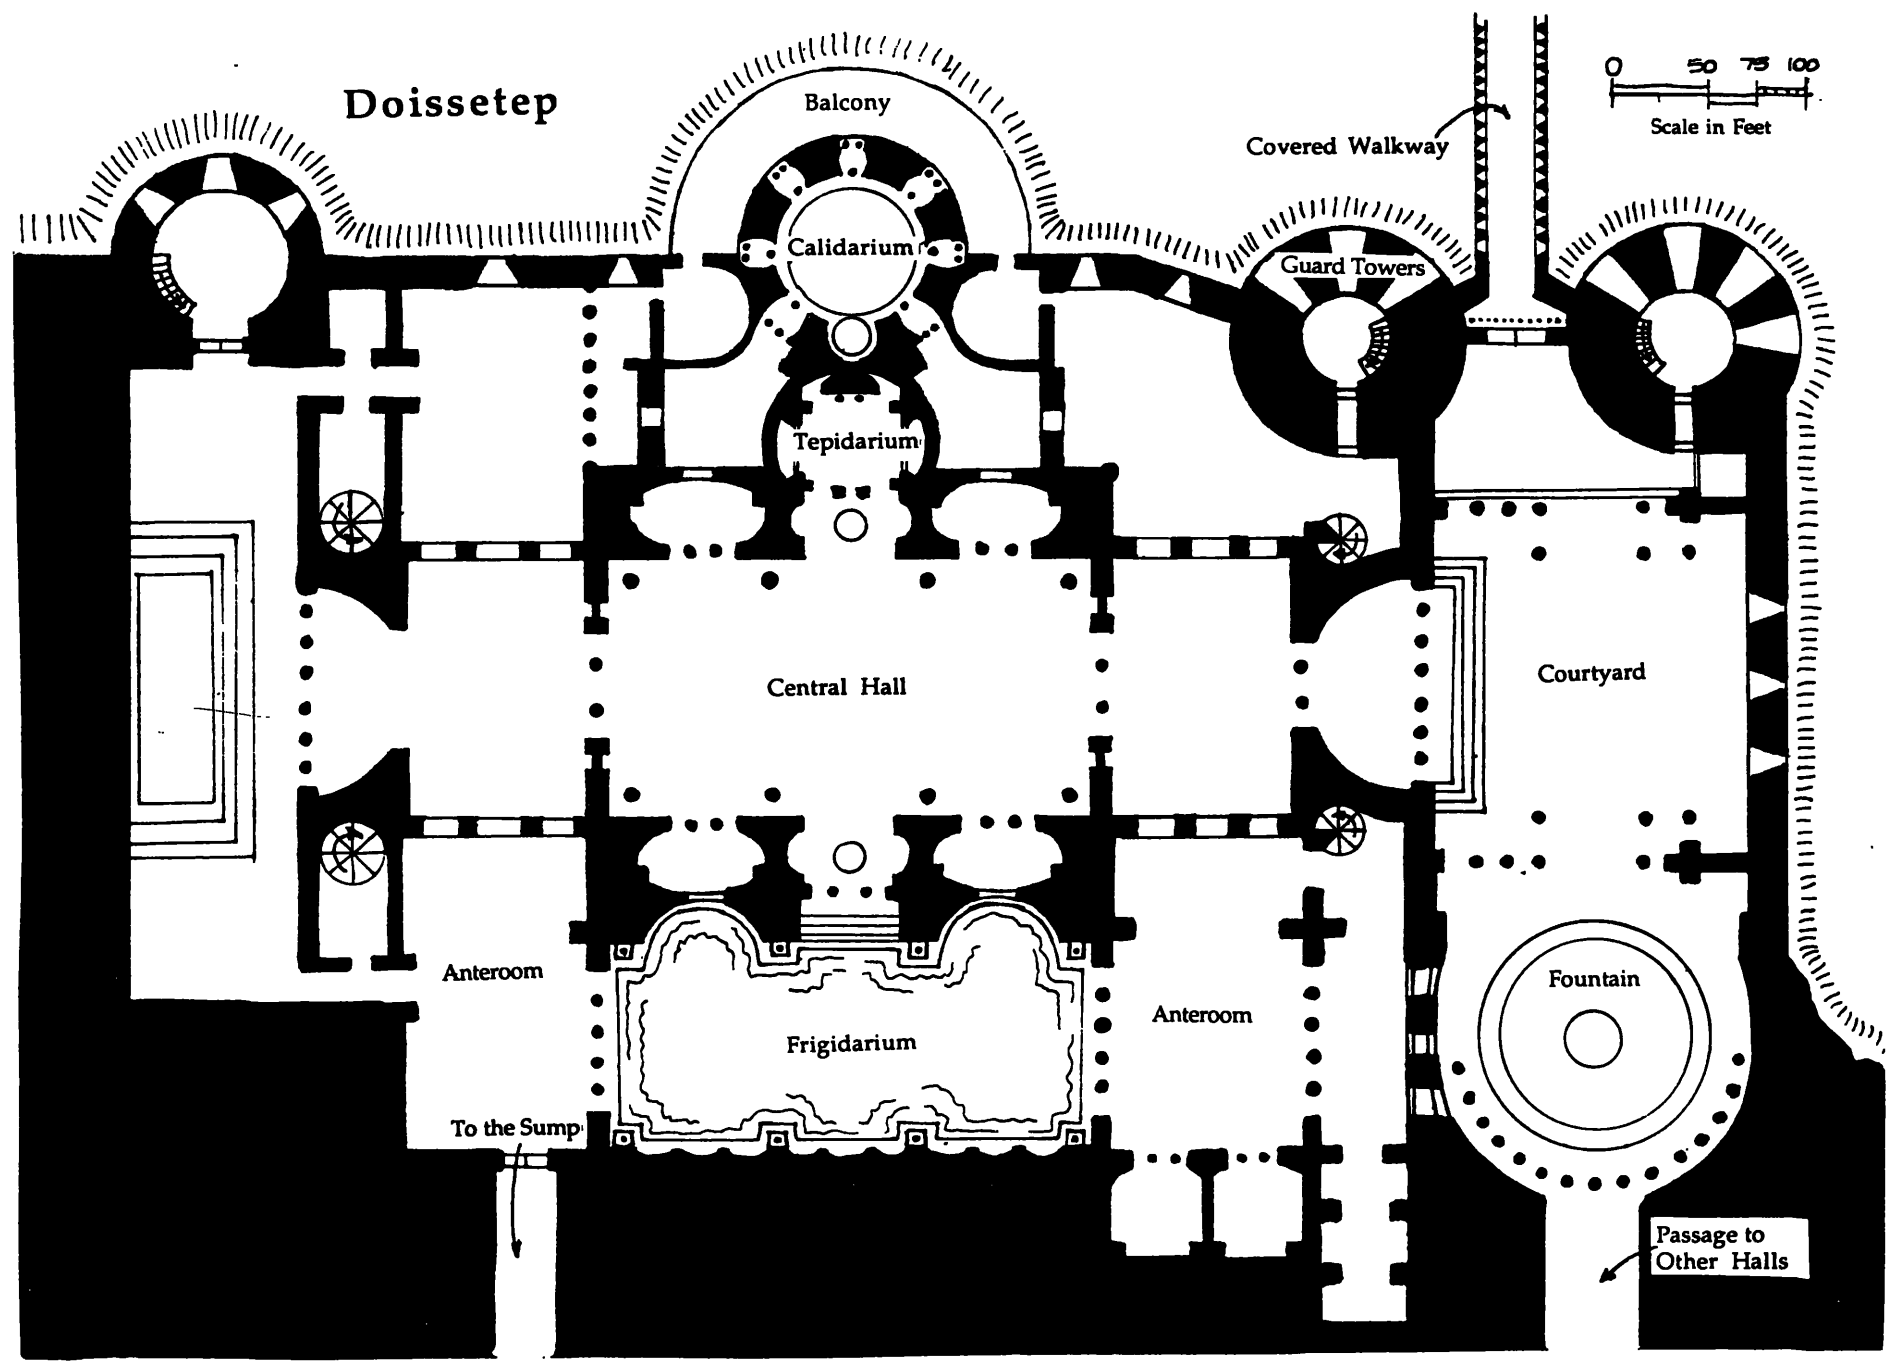 Doissetep
Balcony
0 50 75 100
Scale in Feet
Covered Walkway
Calidarium
Guard Towers
Tepidarium
Central Hall
Courtyard
Anteroom
Fountain
Anteroom
Frigidarium
To the Sump
Passage to
Other Halls